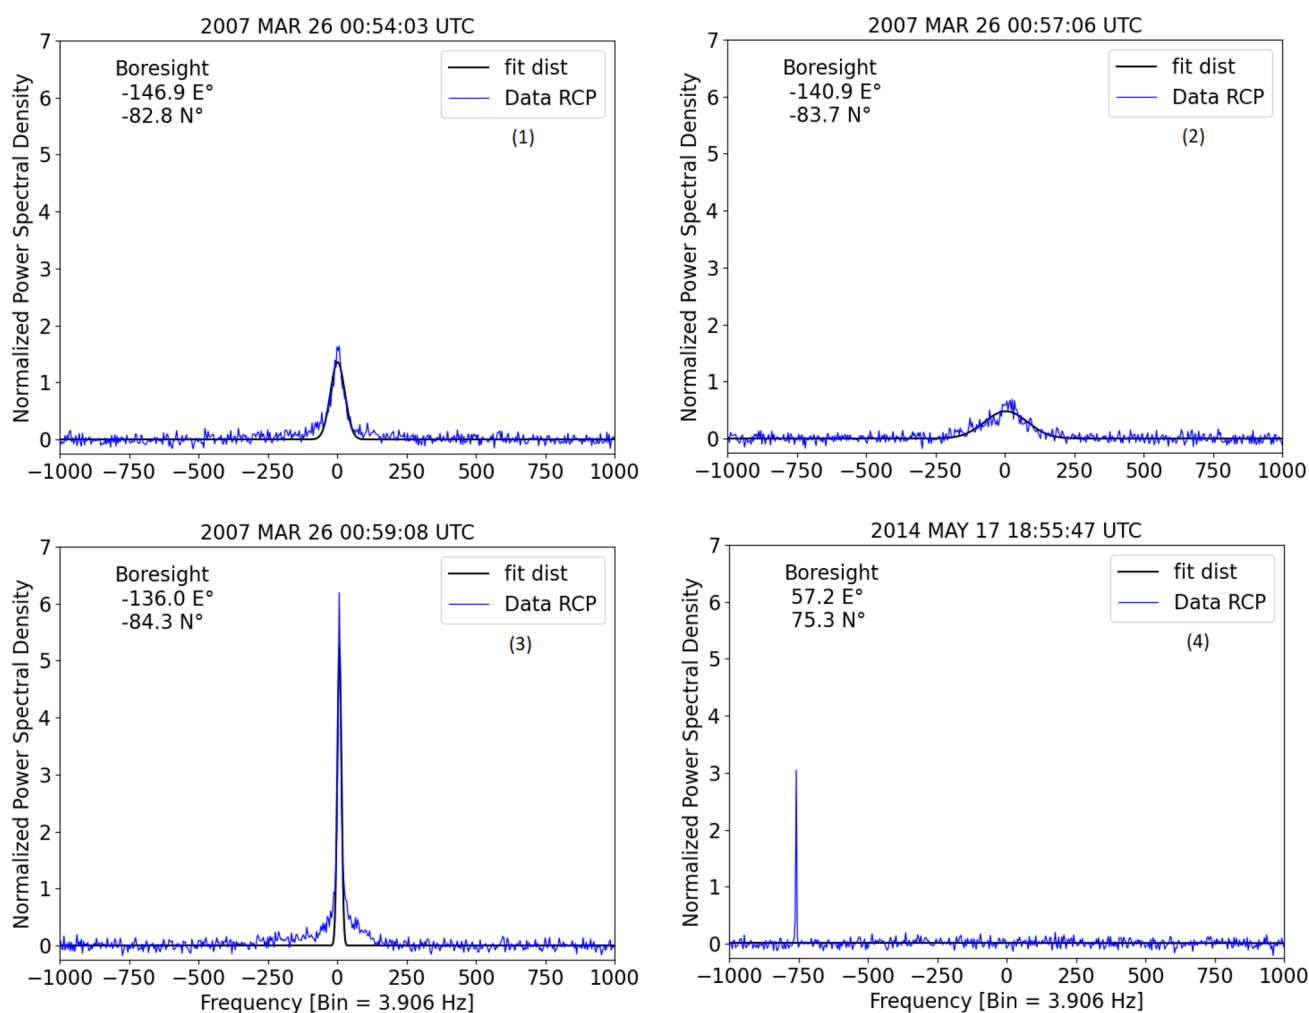 2007 MAR 26 00:54:03 UTC
Normalized Power Spectral Density
7
6
5
4
3
2
1
0
Boresight
-146.9 E°
-82.8 N°
fit dist
Data RCP
(1)
−1000 −750 −500 −250 0 250 500 750 1000
2007 MAR 26 00:57:06 UTC
Normalized Power Spectral Density
7
6
5
4
3
2
1
0
Boresight
-140.9 E°
-83.7 N°
fit dist
Data RCP
(2)
−1000 −750 −500 −250 0 250 500 750 1000
2007 MAR 26 00:59:08 UTC
Normalized Power Spectral Density
7
6
5
4
3
2
1
0
Boresight
-136.0 E°
-84.3 N°
fit dist
Data RCP
(3)
−1000 −750 −500 −250 0 250 500 750 1000
Frequency [Bin = 3.906 Hz]
2014 MAY 17 18:55:47 UTC
Normalized Power Spectral Density
7
6
5
4
3
2
1
0
Boresight
57.2 E°
75.3 N°
fit dist
Data RCP
(4)
−1000 −750 −500 −250 0 250 500 750 1000
Frequency [Bin = 3.906 Hz]